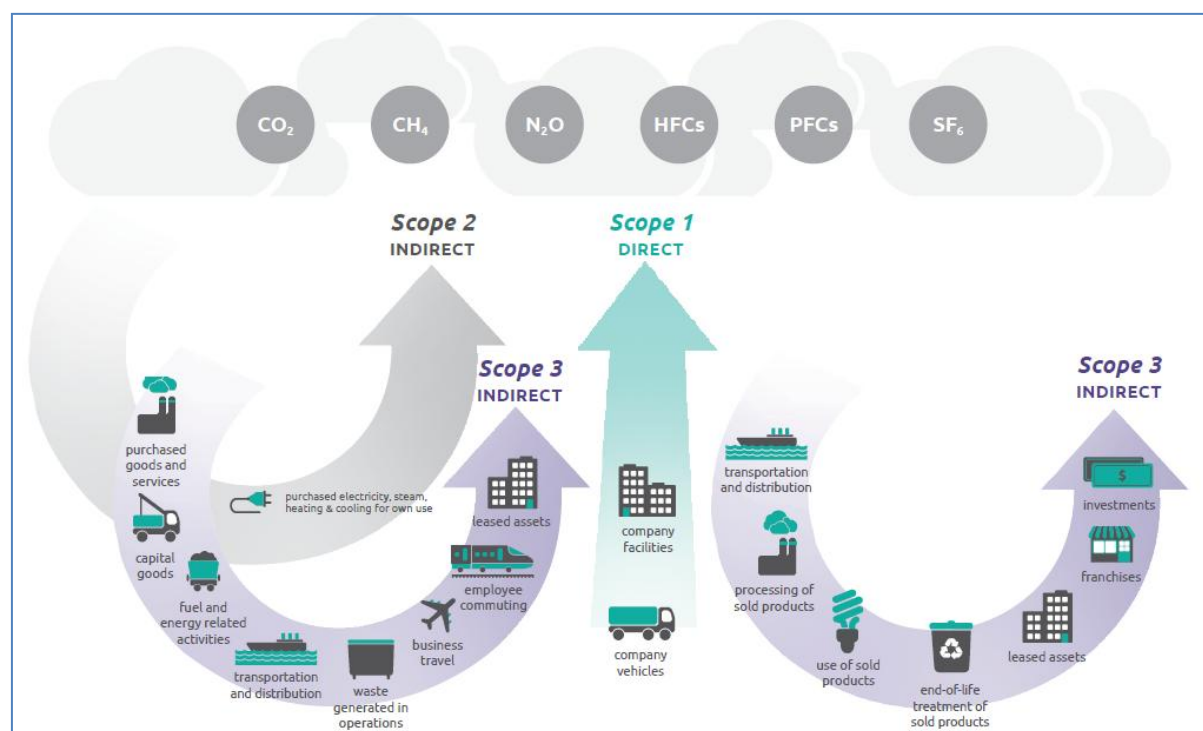 CO₂
CH₄
N₂O
HFCs
PFCs
SF₆
Scope 2
INDIRECT
Scope 1
DIRECT
Scope 3
INDIRECT
Scope 3
INDIRECT
purchased
goods and
services
capital
goods
fuel and
energy related
activities
transportation
and distribution
waste
generated in
operations
business
travel
employee
commuting
leased assets
purchased electricity, steam,
heating & cooling for own use
company
facilities
company
vehicles
transportation
and distribution
processing of
sold products
use of sold
products
end-of-life
treatment of
sold products
leased assets
franchises
investments
$